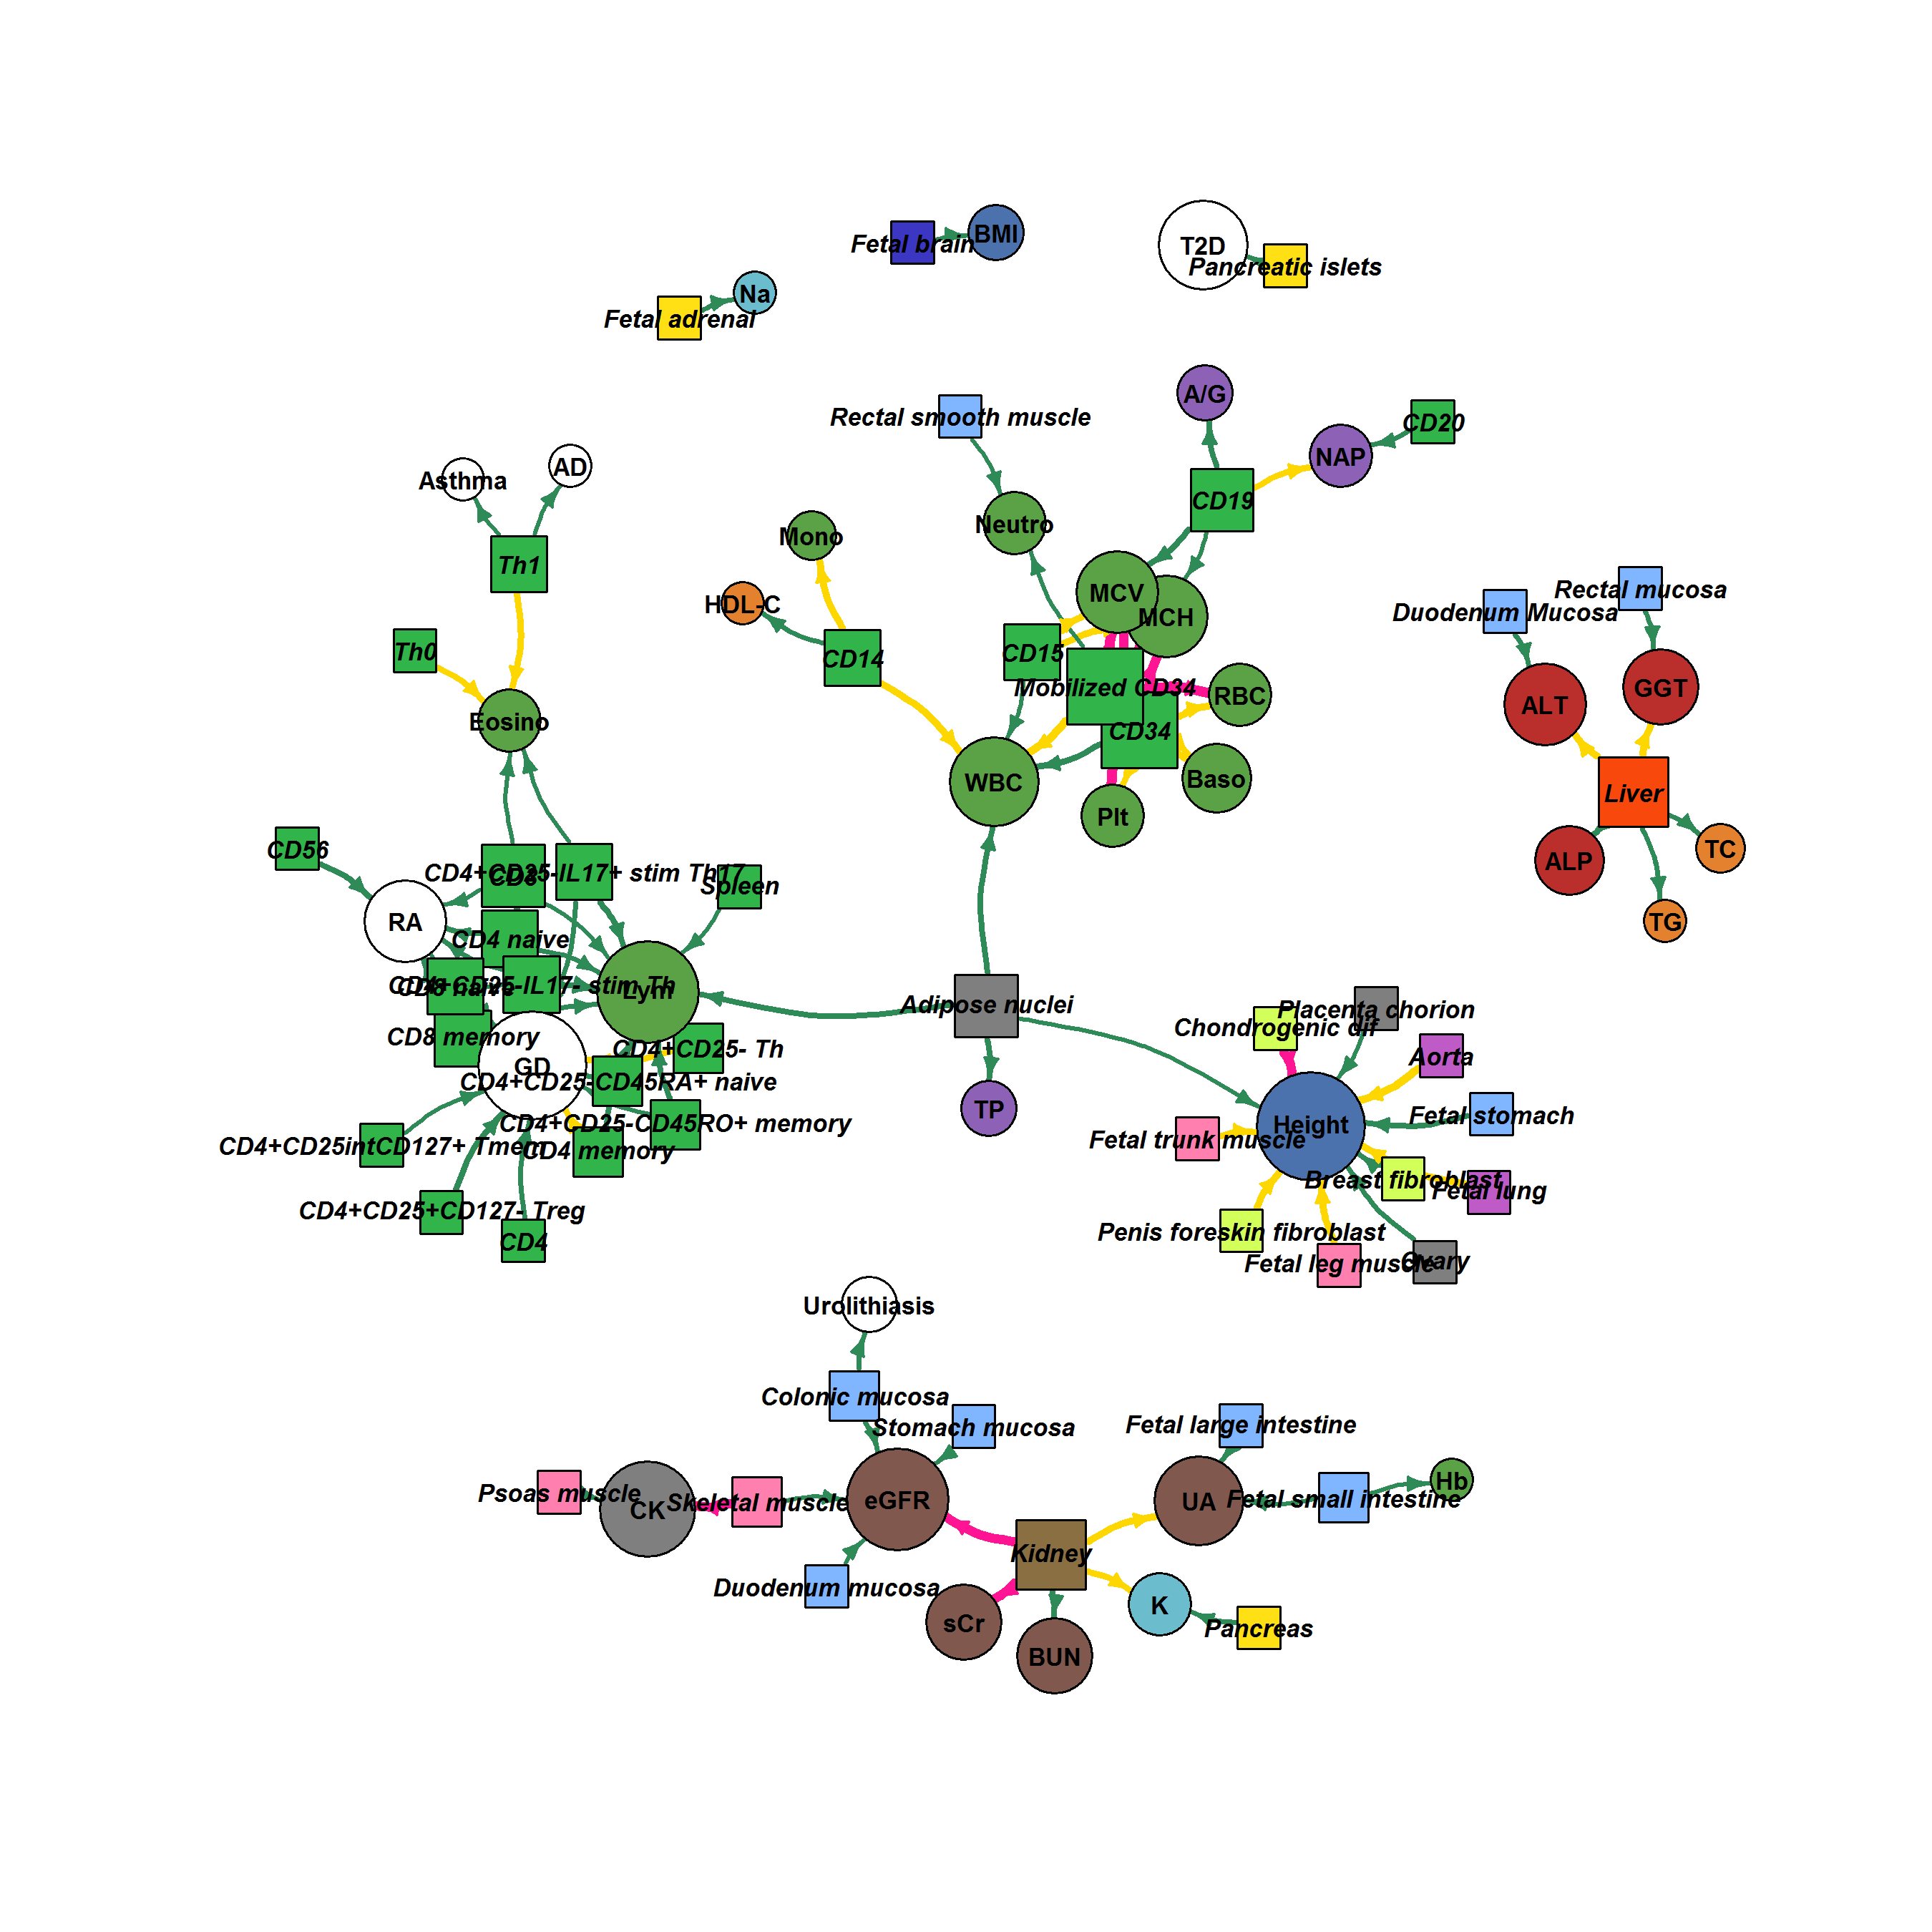 BMI
Fetal brain
T2D
Pancreatic islets
Na
Fetal adrenal
A/G
Rectal smooth muscle
CD20
NAP
AD
Asthma
CD19
Neutro
Mono
Th1
MCV
Rectal mucosa
HDL-C
Duodenum Mucosa
MCH
Th0
CD15
CD14
Mobilized CD34
GGT
RBC
ALT
Eosino
CD34
WBC
Baso
Liver
Plt
CD56
TC
ALP
CD4+CD25-IL17+ stim Th17
CD8
Spleen
RA
TG
CD4 naive
CD4+CD25-IL17- stim Th
CD8 naive
Lym
Adipose nuclei
Placenta chorion
Chondrogenic dif
CD8 memory
CD4+CD25- Th
Aorta
GD
CD4+CD25-CD45RA+ naive
TP
Fetal stomach
CD4+CD25-CD45RO+ memory
Height
Fetal trunk muscle
CD4+CD25intCD127+ Tmem
CD4 memory
Breast fibroblast
Fetal lung
CD4+CD25+CD127- Treg
Penis foreskin fibroblast
CD4
Fetal leg muscle
Ovary
Urolithiasis
Colonic mucosa
Stomach mucosa
Fetal large intestine
Hb
Psoas muscle
CK
Skeletal muscle
eGFR
UA
Fetal small intestine
Kidney
Duodenum mucosa
K
sCr
Pancreas
BUN